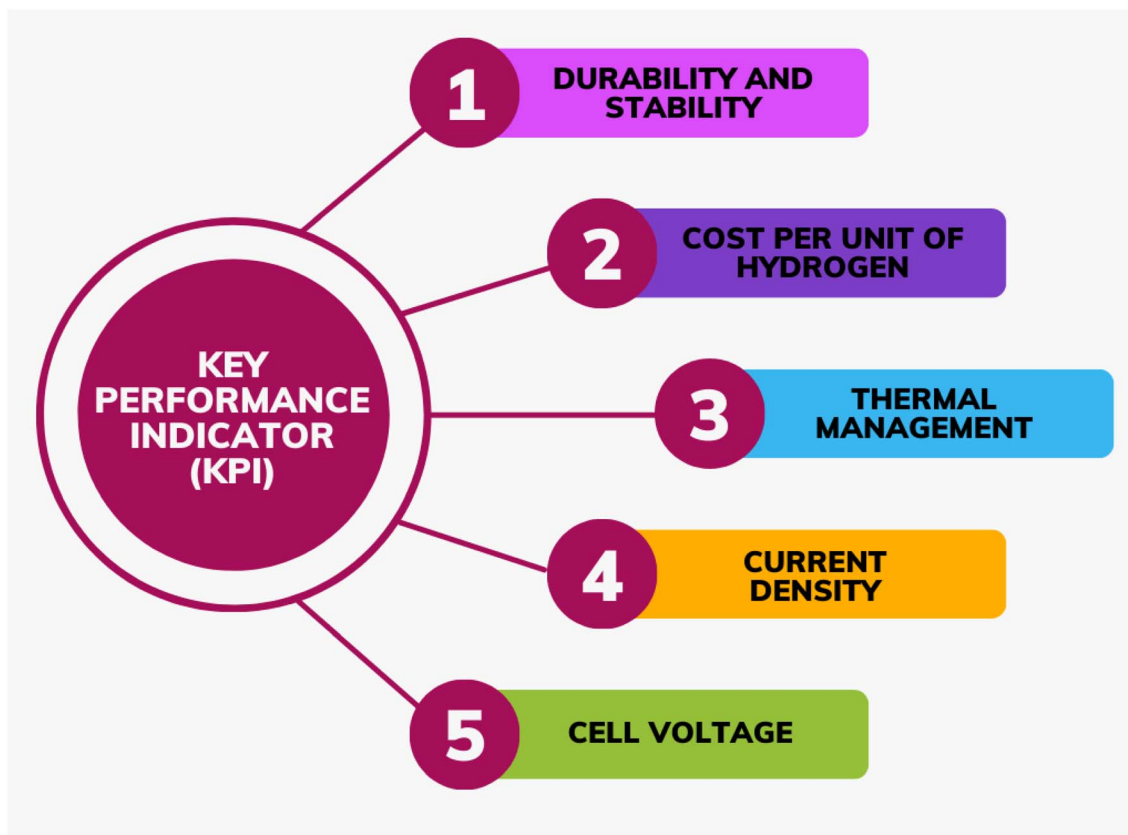 KEY
PERFORMANCE
INDICATOR
(KPI)
1
DURABILITY AND
STABILITY
2
COST PER UNIT OF
HYDROGEN
3
THERMAL
MANAGEMENT
4
CURRENT
DENSITY
5
CELL VOLTAGE